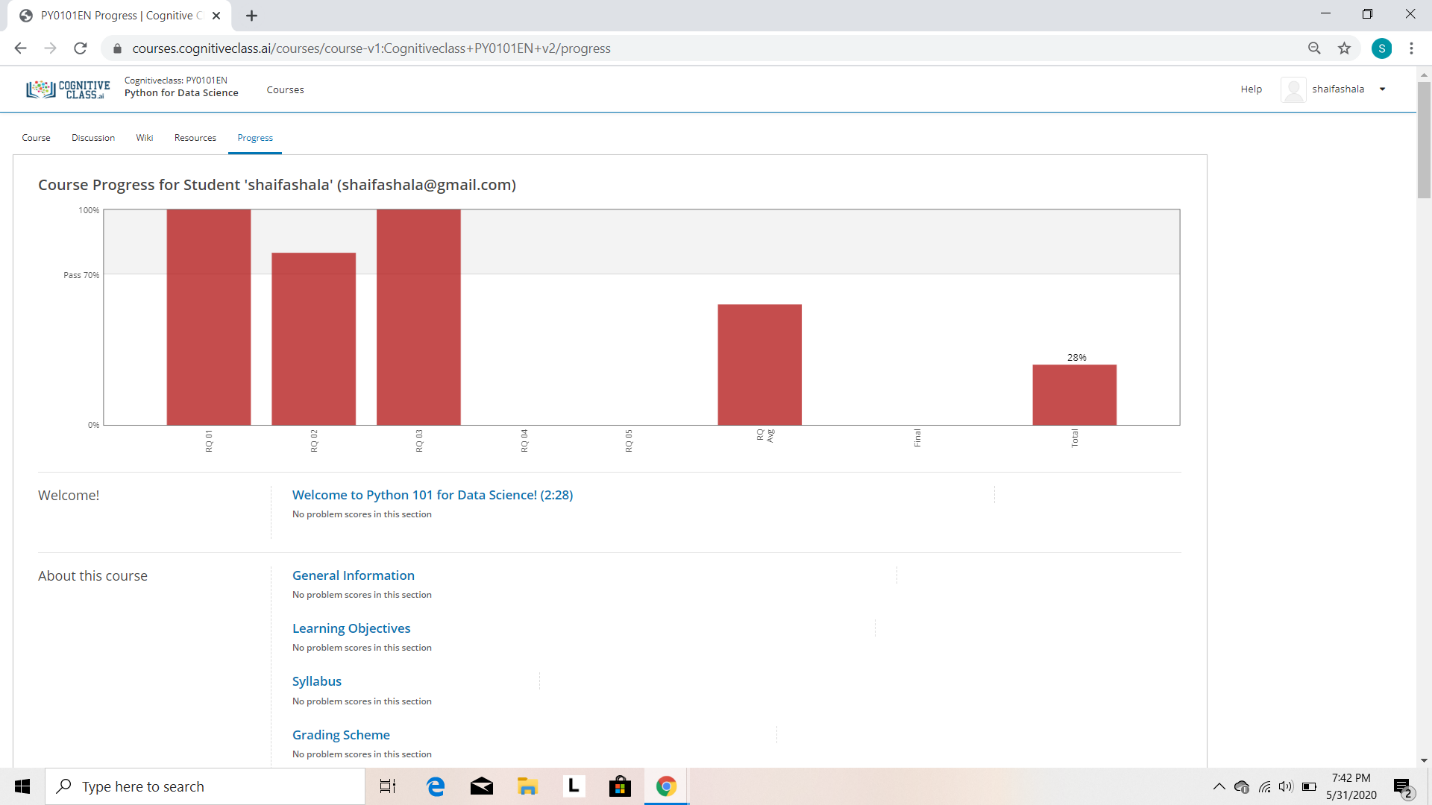 PY0101EN Progress | Cognitive C
courses.cognitiveclass.ai/courses/course-v1:Cognitiveclass+PY0101EN+v2/progress
S
COGNITIVE
CLASS.ai
Cognitiveclass: PY0101EN
Python for Data Science
Courses
Help
shaifashala
Course
Discussion
Wiki
Resources
Progress
Course Progress for Student 'shaifashala' (shaifashala@gmail.com)
100%
Pass 70%
0%
28%
RQ 01
RQ 02
RQ 03
RQ 04
RQ 05
RQ
Avg
Final
Total
Welcome!
Welcome to Python 101 for Data Science! (2:28)
No problem scores in this section
About this course
General Information
No problem scores in this section
Learning Objectives
No problem scores in this section
Syllabus
No problem scores in this section
Grading Scheme
No problem scores in this section
Type here to search
L
7:42 PM
5/31/2020
2